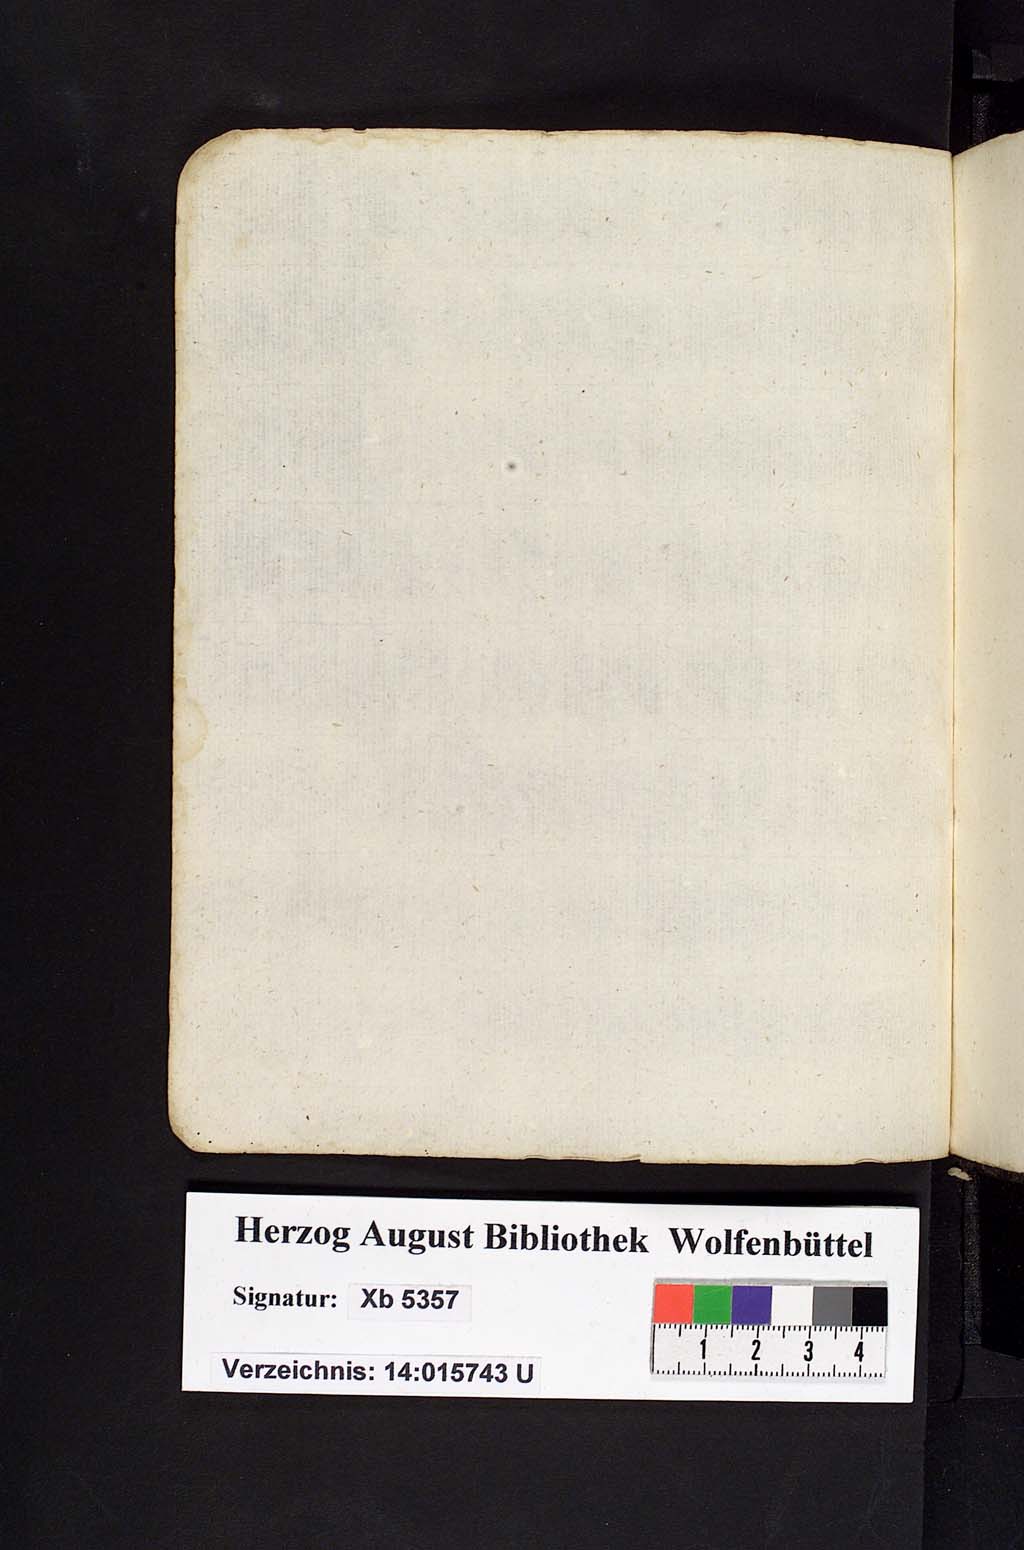 Herzog August Bibliothek Wolfenbüttel
Signatur: Xb 5357
Verzeichnis: 14:015743 U
1 2 3 4